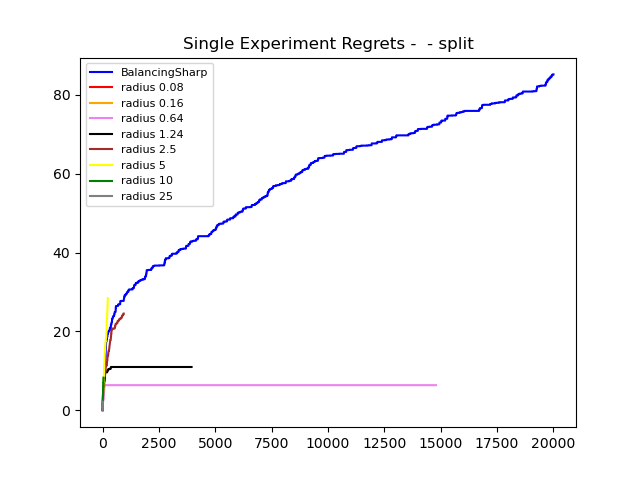 Single Experiment Regrets -  - split
BalancingSharp
radius 0.08
radius 0.16
radius 0.64
radius 1.24
radius 2.5
radius 5
radius 10
radius 25
80
60
40
20
0
0 2500 5000 7500 10000 12500 15000 17500 20000